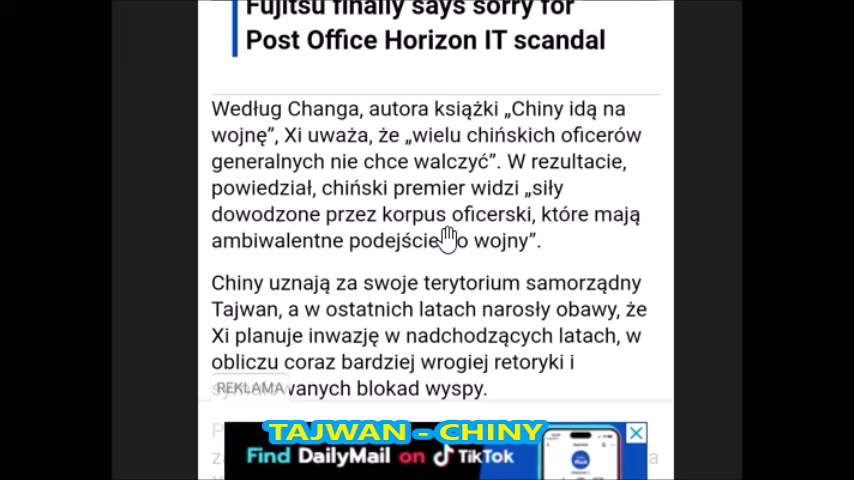 Fujitsu finally says sorry for
Post Office Horizon IT scandal
Według Changa, autora książki „Chiny idą na
wojnę”, Xi uważa, że „wielu chińskich oficerów
generalnych nie chce walczyć”. W rezultacie,
powiedział, chiński premier widzi „siły
dowodzone przez korpus oficerski, które mają
ambiwalentne podejście o wojny”.
Chiny uznają za swoje terytorium samorządny
Tajwan, a w ostatnich latach narosły obawy, że
Xi planuje inwazję w nadchodzących latach, w
obliczu coraz bardziej wrogiej retoryki i
vanych blokad wyspy.
REKLAMA
TAJWAN - CHINY
Find DailyMail on TikTok